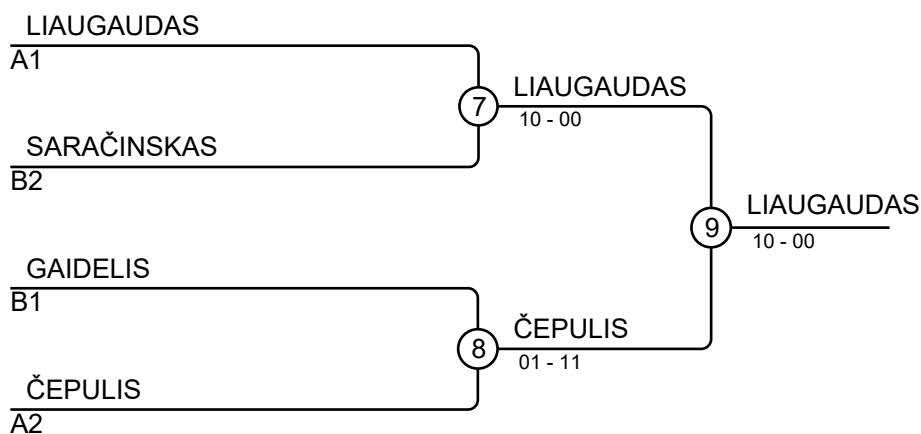 LIAUGAUDAS
A1
7
LIAUGAUDAS
10 - 00
SARAČINSKAS
B2
9
LIAUGAUDAS
10 - 00
GAIDELIS
B1
8
ČEPULIS
01 - 11
ČEPULIS
A2